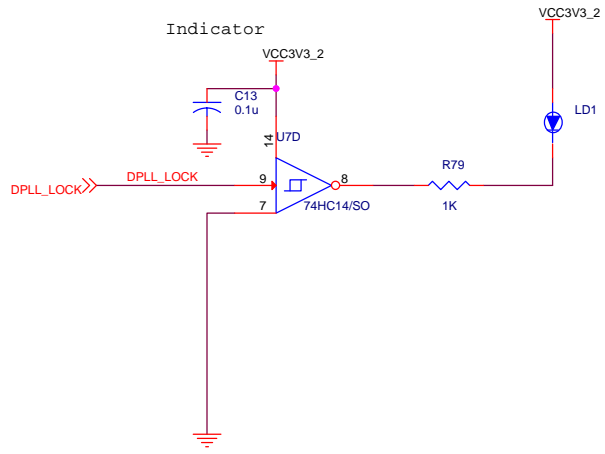 Indicator
VCC3V3_2
VCC3V3_2
C13
0.1u
LD1
14
U7D
DPLL_LOCK
DPLL_LOCK
9
8
R79
7
74HC14/SO
1K